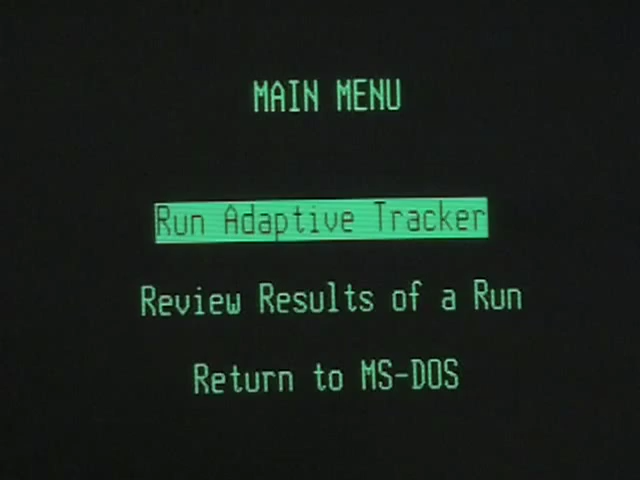 MAIN MENU
Run Adaptive Tracker
Review Results of a Run
Return to MS-DOS